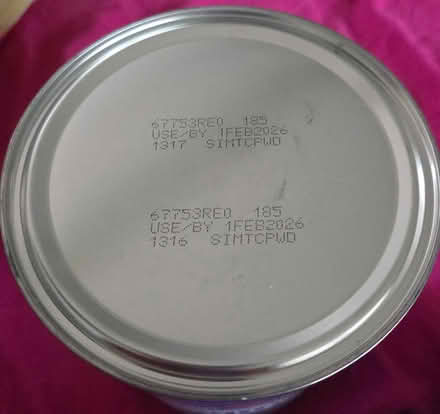 67753RE0 185
USE/BY 1FEB2026
1317 SIMTCPWD
67753RE0 185
USE/BY 1FEB2026
1316 SIMTCPWD